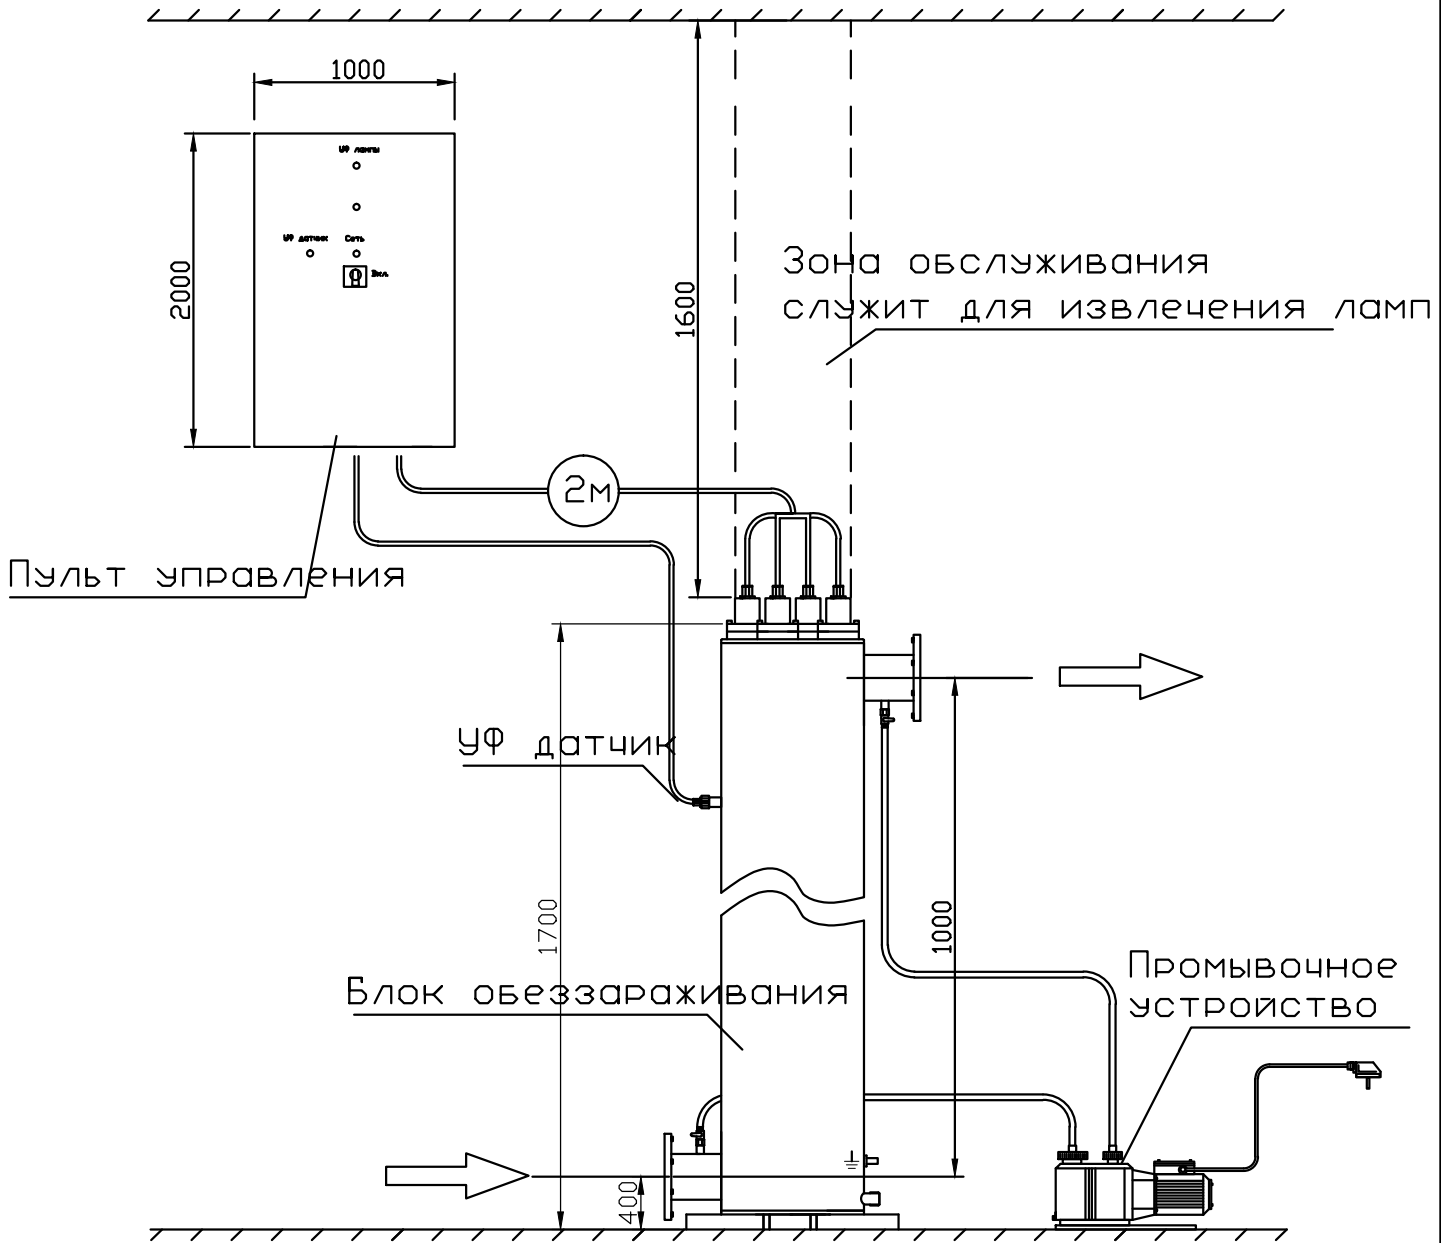 1000
УФ лампы
УФ датчик
Сеть
Вкл.
2000
1600
Зона обслуживания
служит для извлечения ламп
2м
Пульт управления
УФ датчик
1700
1000
Блок обеззараживания
Промывочное
устройство
400